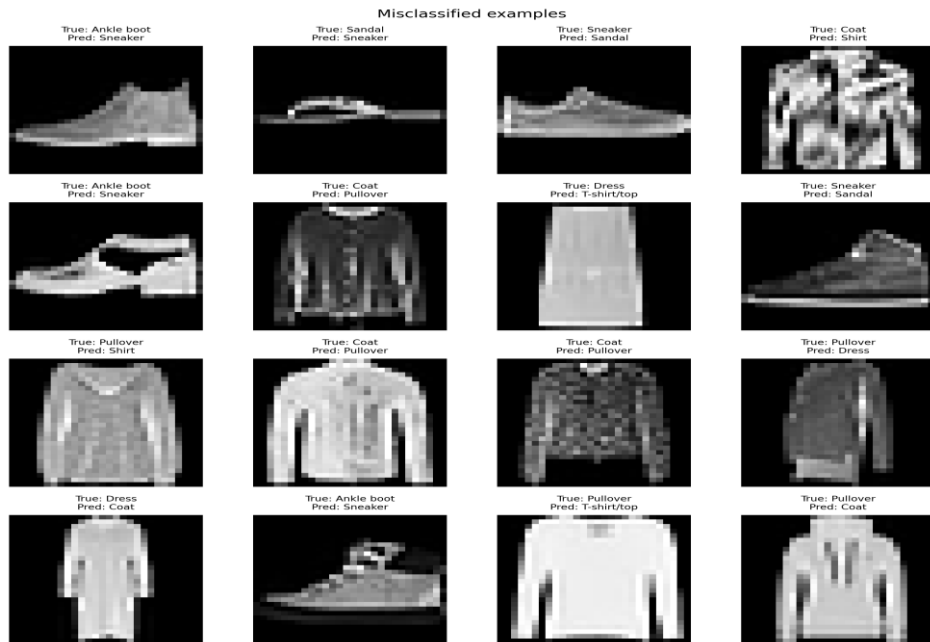 Misclassified examples
True: Ankle boot
Pred: Sneaker
True: Sandal
Pred: Sneaker
True: Sneaker
Pred: Sandal
True: Coat
Pred: Shirt
True: Ankle boot
Pred: Sneaker
True: Coat
Pred: Pullover
True: Dress
Pred: T-shirt/top
True: Sneaker
Pred: Sandal
True: Pullover
Pred: Shirt
True: Coat
Pred: Pullover
True: Coat
Pred: Pullover
True: Pullover
Pred: Dress
True: Dress
Pred: Coat
True: Ankle boot
Pred: Sneaker
True: Pullover
Pred: T-shirt/top
True: Pullover
Pred: Coat